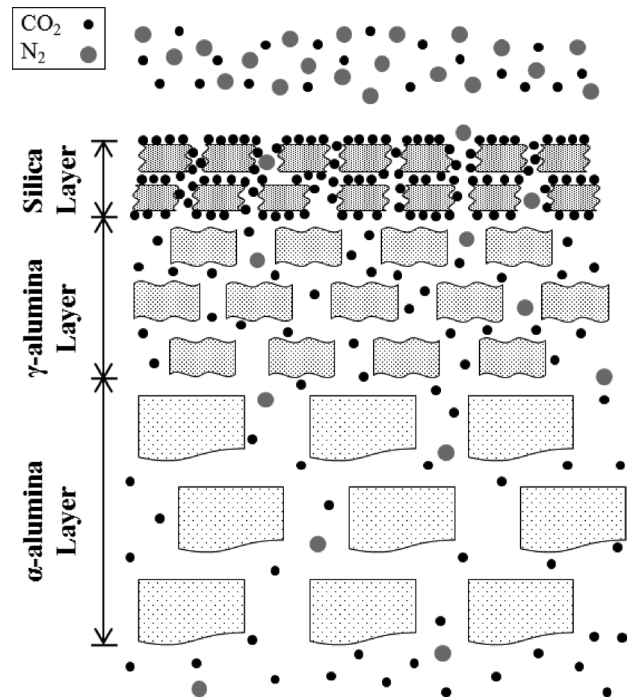 CO₂
N₂
Silica
Layer
γ-alumina
Layer
α-alumina
Layer